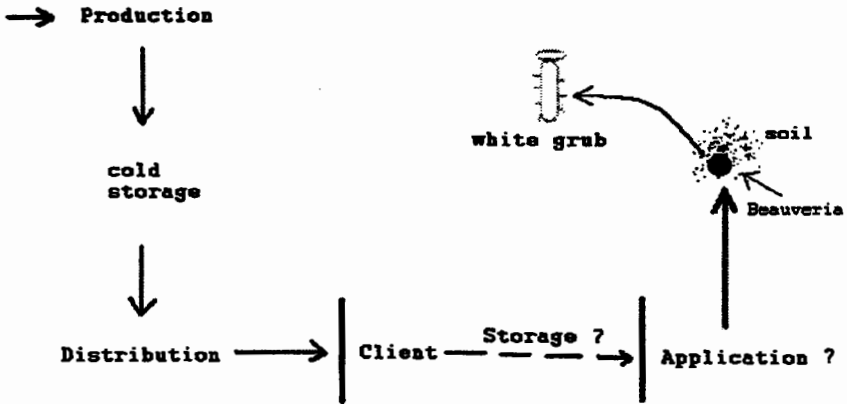 Production
white grub
soil
cold
storage
Beauveria
Distribution
Client
Storage ?
Application ?